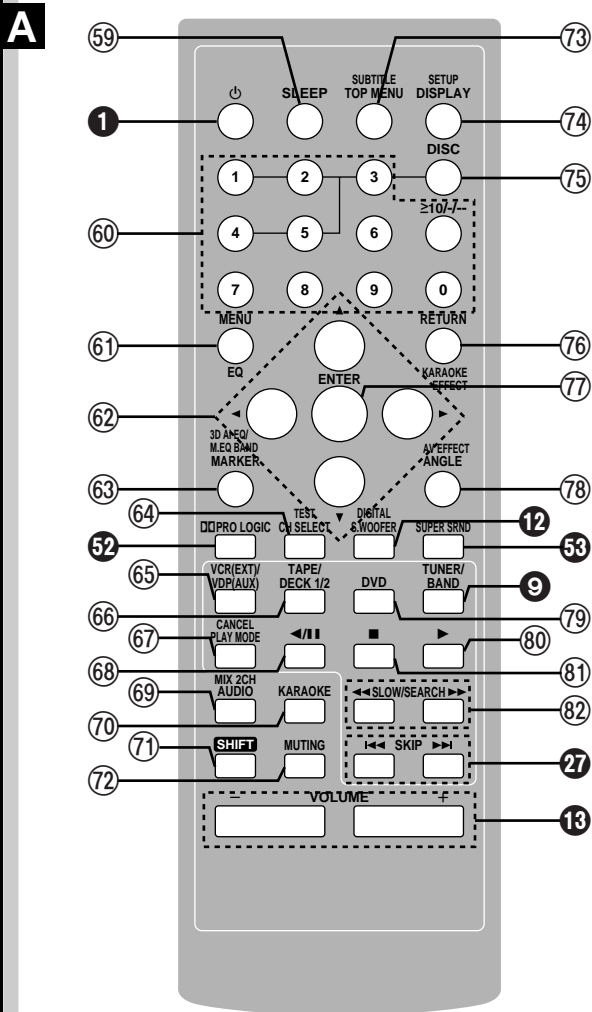 A
59
73
SUBTITLE
SETUP
⏻ SLEEP TOP MENU DISPLAY
1
74
DISC
1 2 3
75
≥10/-/--
60
4 5 6
7 8 9 0
MENU RETURN
61
76
EQ ENTER KARAOKE EFFECT
77
62
◄ ► ▲ ▼
3D AI EQ/
M.EQ BAND
MARKER
AV EFFECT
ANGLE
63
78
64
TEST DIGITAL
12
▯▯PRO LOGIC CH SELECT S.WOOFER SUPER SRND
52
53
VCR(EXT)/
VDP(AUX)
TAPE/
DECK 1/2
DVD
TUNER/
BAND
65
9
66
79
CANCEL
PLAY MODE
◄/❚❚ ■ ►
67
80
68
81
MIX 2CH
AUDIO
KARAOKE
◄◄ SLOW/SEARCH ►►
69
82
70
SHIFT MUTING
I◄◄ SKIP ►►I
71
27
72
− VOLUME +
13